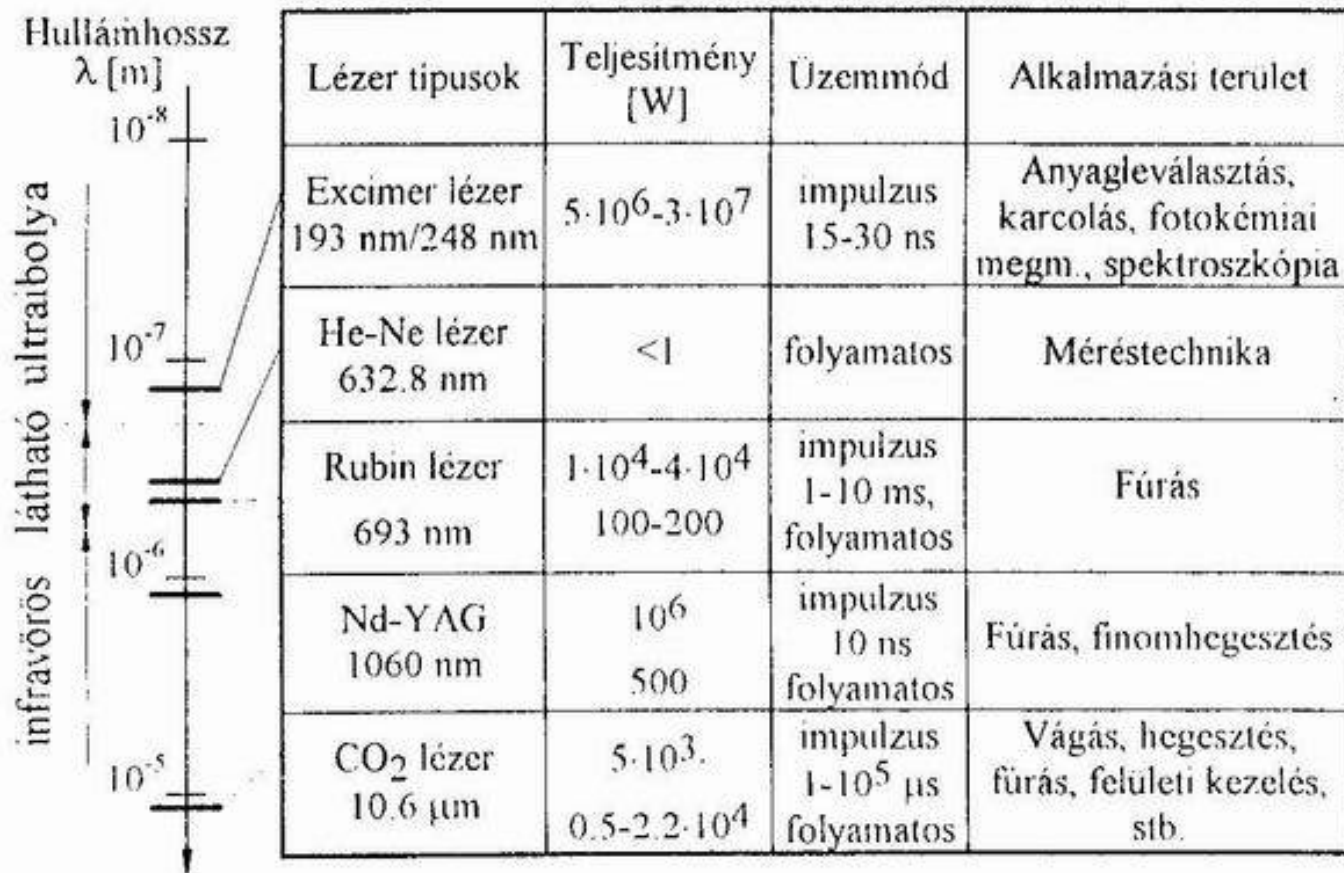 Hullámhossz
λ [m]
10⁻⁸
10⁻⁷
10⁻⁶
10⁻⁵
ultraibolya
látható
infravörös
Lézer típusok
Teljesítmény
[W]
Üzemmód
Alkalmazási terület
Excimer lézer
193 nm/248 nm
5·10⁶-3·10⁷
impulzus
15-30 ns
Anyagleválasztás,
karcolás, fotokémiai
megm., spektroszkópia
He-Ne lézer
632.8 nm
<1
folyamatos
Méréstechnika
Rubin lézer
693 nm
1·10⁴-4·10⁴
100-200
impulzus
1-10 ms,
folyamatos
Fúrás
Nd-YAG
1060 nm
10⁶
500
impulzus
10 ns
folyamatos
Fúrás, finomhegesztés
CO₂ lézer
10.6 µm
5·10³·
0.5-2.2·10⁴
impulzus
1-10⁵ µs
folyamatos
Vágás, hegesztés,
fúrás, felületi kezelés,
stb.